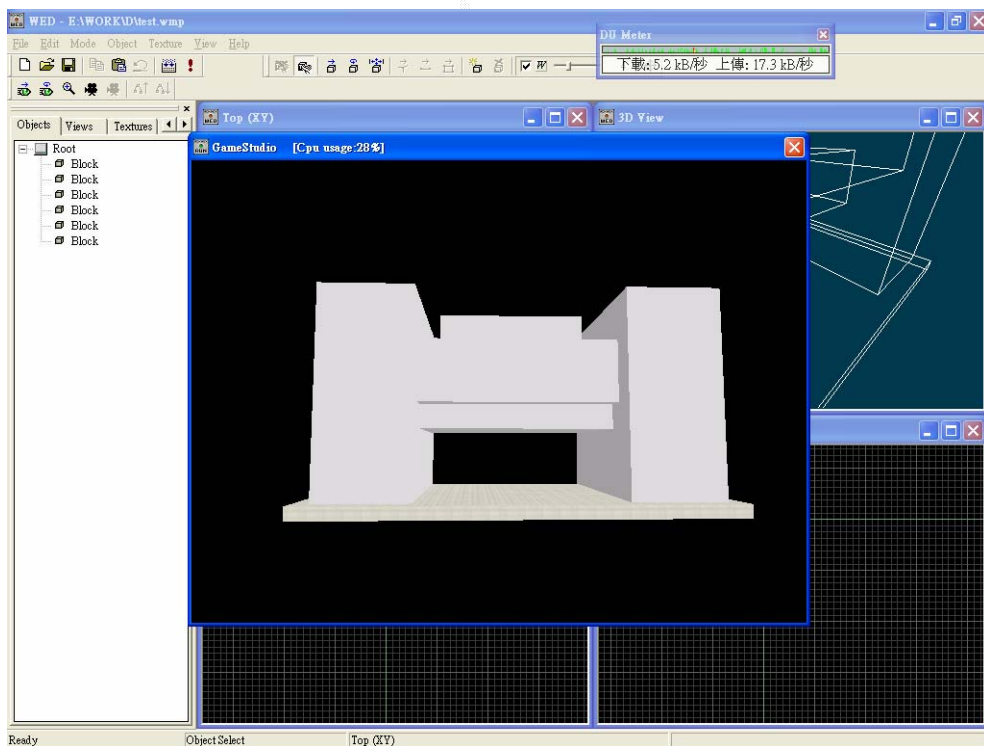 WED - E:\WORK\D\test.wmp
DU Meter
File Edit Mode Object Texture View Help
下載: 5.2 kB/秒 上傳: 17.3 kB/秒
Objects Views Textures
Top (XY)
3D View
Root
Block
Block
Block
Block
Block
Block
GameStudio [Cpu usage:28%]
Ready
Object Select
Top (XY)